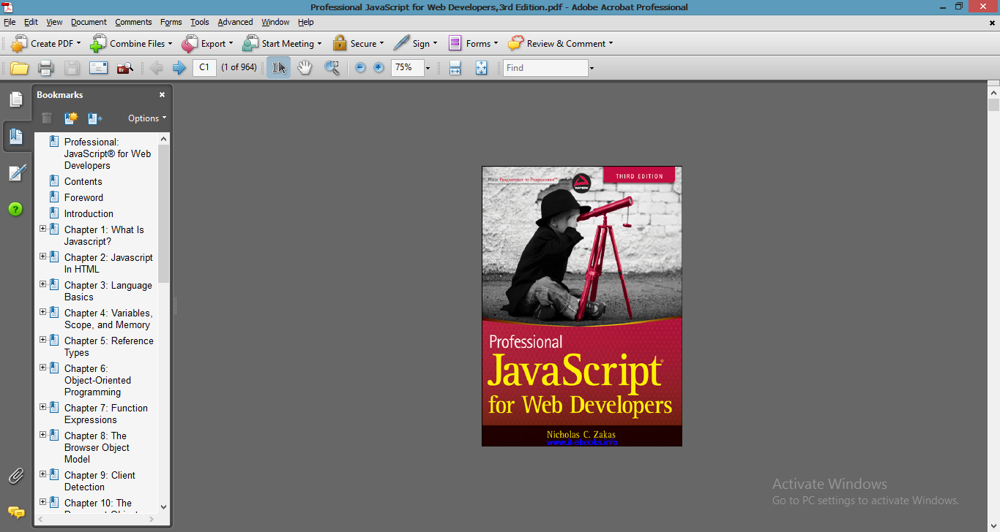 Professional JavaScript for Web Developers,3rd Edition.pdf - Adobe Acrobat Professional
File Edit View Document Comments Forms Tools Advanced Window Help
Create PDF Combine Files Export Start Meeting Secure Sign Forms Review & Comment
Br C1 (1 of 964) 75% Find
Bookmarks
Options
Professional:
JavaScript® for Web
Developers
Contents
Foreword
Introduction
Chapter 1: What Is
Javascript?
Chapter 2: Javascript
In HTML
Chapter 3: Language
Basics
Chapter 4: Variables,
Scope, and Memory
Chapter 5: Reference
Types
Chapter 6:
Object-Oriented
Programming
Chapter 7: Function
Expressions
Chapter 8: The
Browser Object
Model
Chapter 9: Client
Detection
Chapter 10: The
Wrox Programmer to Programmer™
WROX
THIRD EDITION
Professional
JavaScript®
for Web Developers
Nicholas C. Zakas
www.it-ebooks.info
Activate Windows
Go to PC settings to activate Windows.